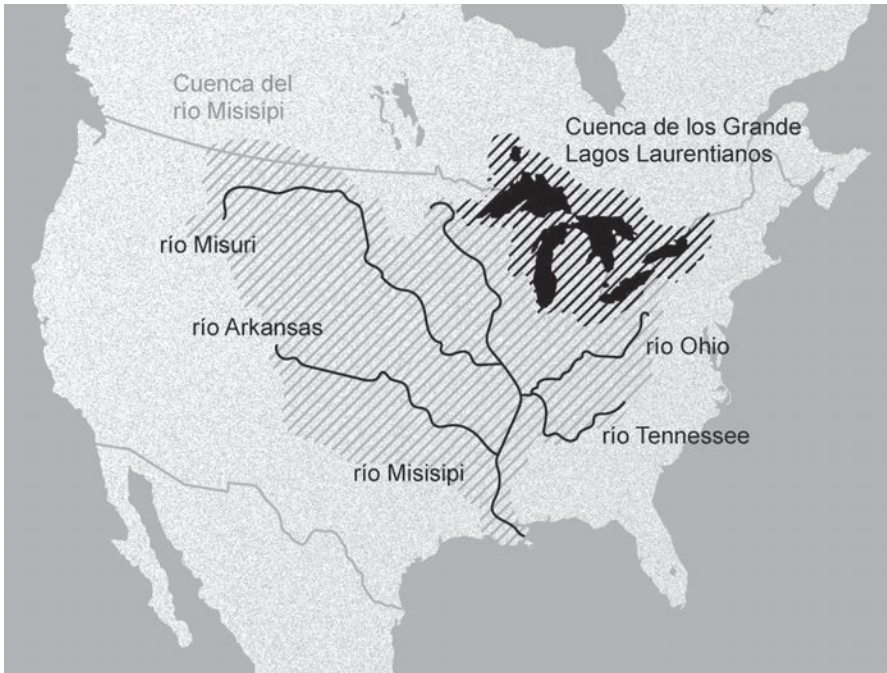 Cuenca del
río Misisipi
Cuenca de los Grande
Lagos Laurentianos
río Misuri
río Arkansas
río Ohio
río Tennessee
río Misisipi